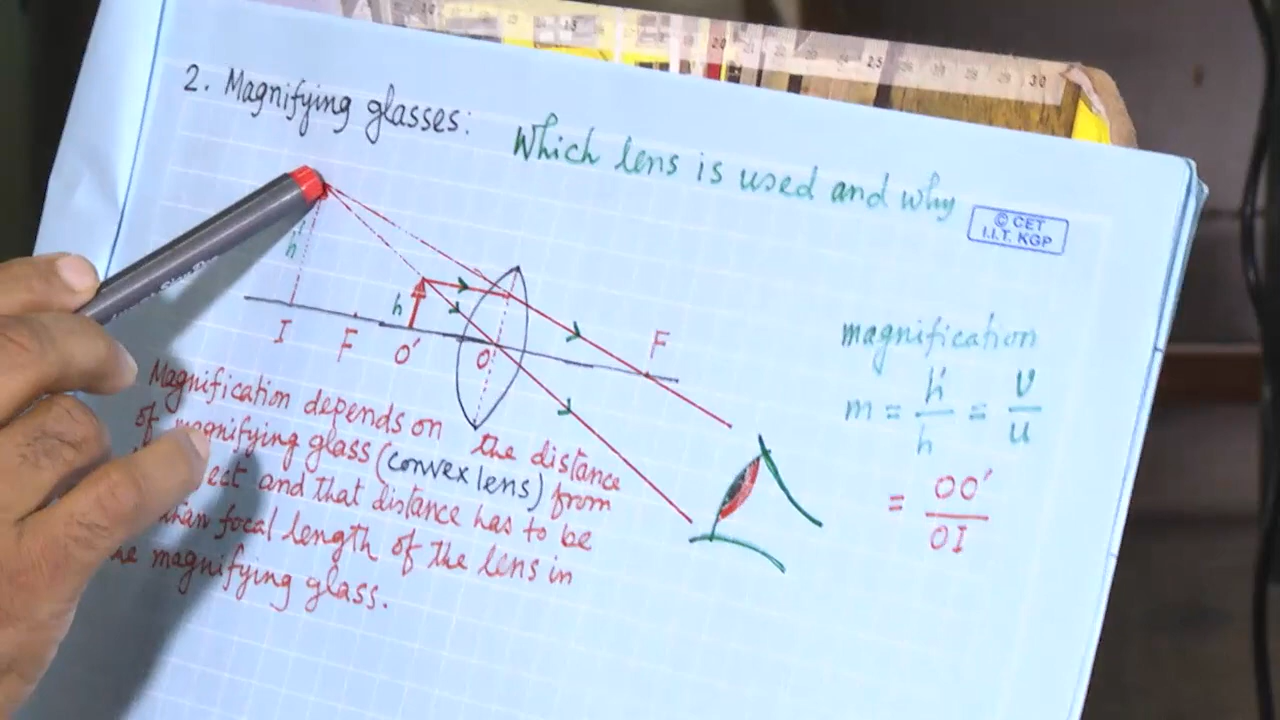 2. Magnifying glasses:
Which lens is used and why
© CET
I.I.T. KGP
h'
h
I F O' O F
magnification
m = h'/h = v/u
= OO'/OI
Magnification depends on the distance
of magnifying glass (convex lens) from
and that distance has to be
focal length of the lens in
magnifying glass.